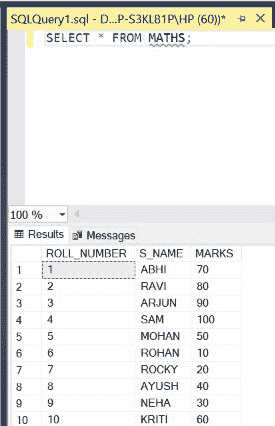 SQLQuery1.sql - D...P-S3KL81P\HP (60))*
SELECT * FROM MATHS;
100 %
Results Messages
ROLL_NUMBER S_NAME MARKS
1 1 ABHI 70
2 2 RAVI 80
3 3 ARJUN 90
4 4 SAM 100
5 5 MOHAN 50
6 6 ROHAN 10
7 7 ROCKY 20
8 8 AYUSH 40
9 9 NEHA 30
10 10 KRITI 60